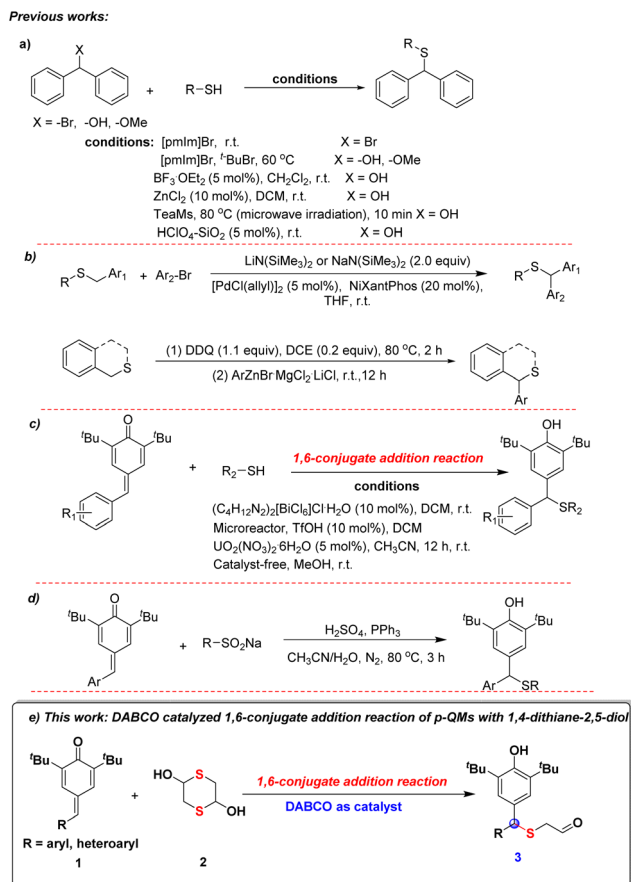 Previous works:
a)
X
R
S
+ R–SH conditions
X = -Br, -OH, -OMe
conditions: [pmIm]Br, r.t. X = Br
[pmIm]Br, t-BuBr, 60 °C X = -OH, -OMe
BF3·OEt2 (5 mol%), CH2Cl2, r.t. X = OH
ZnCl2 (10 mol%), DCM, r.t. X = OH
TeaMs, 80 °C (microwave irradiation), 10 min X = OH
HClO4-SiO2 (5 mol%), r.t. X = OH
b)
R S Ar1 + Ar2-Br LiN(SiMe3)2 or NaN(SiMe3)2 (2.0 equiv) R S Ar1
[PdCl(allyl)]2 (5 mol%), NiXantPhos (20 mol%), Ar2
THF, r.t.
S (1) DDQ (1.1 equiv), DCE (0.2 equiv), 80 °C, 2 h S
(2) ArZnBr·MgCl2·LiCl, r.t.,12 h
Ar
c)
O OH
tBu tBu tBu tBu
+ R2–SH 1,6-conjugate addition reaction
conditions
R1 R1 SR2
(C4H12N2)2[BiCl6]Cl·H2O (10 mol%), DCM, r.t.
Microreactor, TfOH (10 mol%), DCM
UO2(NO3)2·6H2O (5 mol%), CH3CN, 12 h, r.t.
Catalyst-free, MeOH, r.t.
d)
O OH
tBu tBu tBu tBu
+ R–SO2Na H2SO4, PPh3
CH3CN/H2O, N2, 80 °C, 3 h
Ar Ar SR
e) This work: DABCO catalyzed 1,6-conjugate addition reaction of p-QMs with 1,4-dithiane-2,5-diol
O OH
tBu tBu tBu tBu
HO S 1,6-conjugate addition reaction
+ S OH DABCO as catalyst
R R S O
R = aryl, heteroaryl
1 2 3